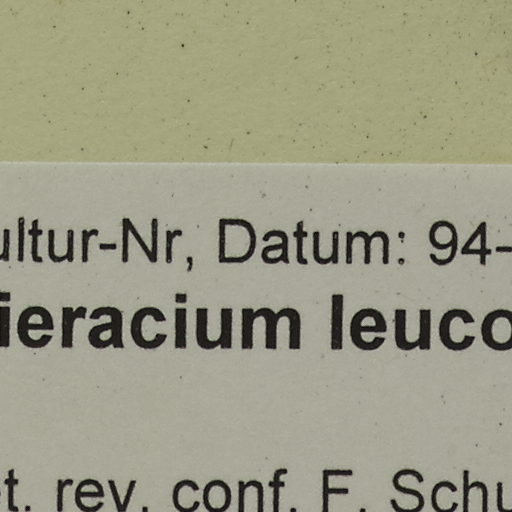 ultur-Nr, Datum: 94-
ieracium leuco
t. rev. conf. F. Schu